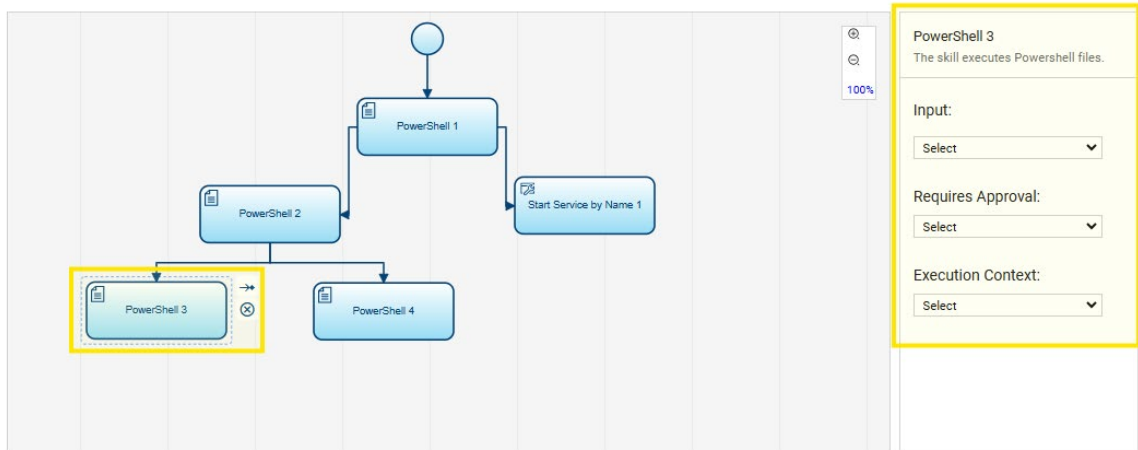 PowerShell 1
PowerShell 2
Start Service by Name 1
PowerShell 3
PowerShell 4
100%
PowerShell 3
The skill executes Powershell files.
Input:
Select
Requires Approval:
Select
Execution Context:
Select